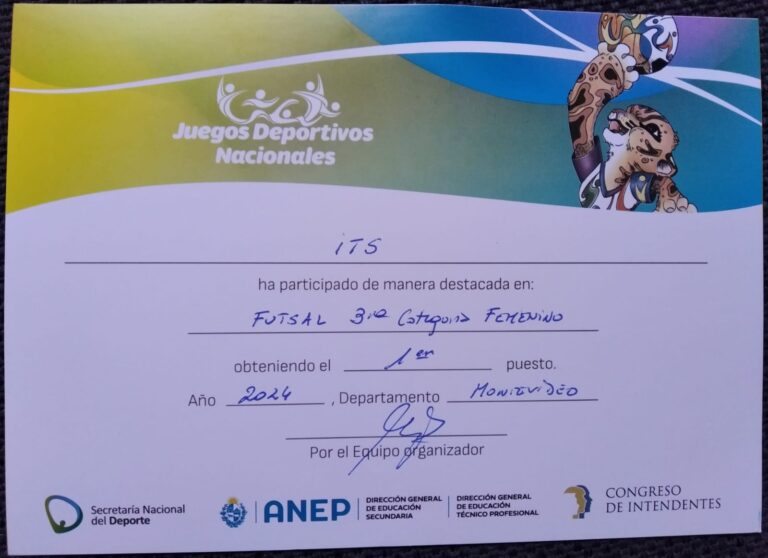 Juegos Deportivos
Nacionales
iTS
ha participado de manera destacada en:
FUTSAL 3ra Categoria FEMENINO
obteniendo el 1er puesto.
Año 2024, Departamento MONTEVIDEO
Por el Equipo organizador
Secretaría Nacional
del Deporte
ANEP
DIRECCIÓN GENERAL
DE EDUCACIÓN
SECUNDARIA
DIRECCIÓN GENERAL
DE EDUCACIÓN
TÉCNICO PROFESIONAL
CONGRESO
DE INTENDENTES